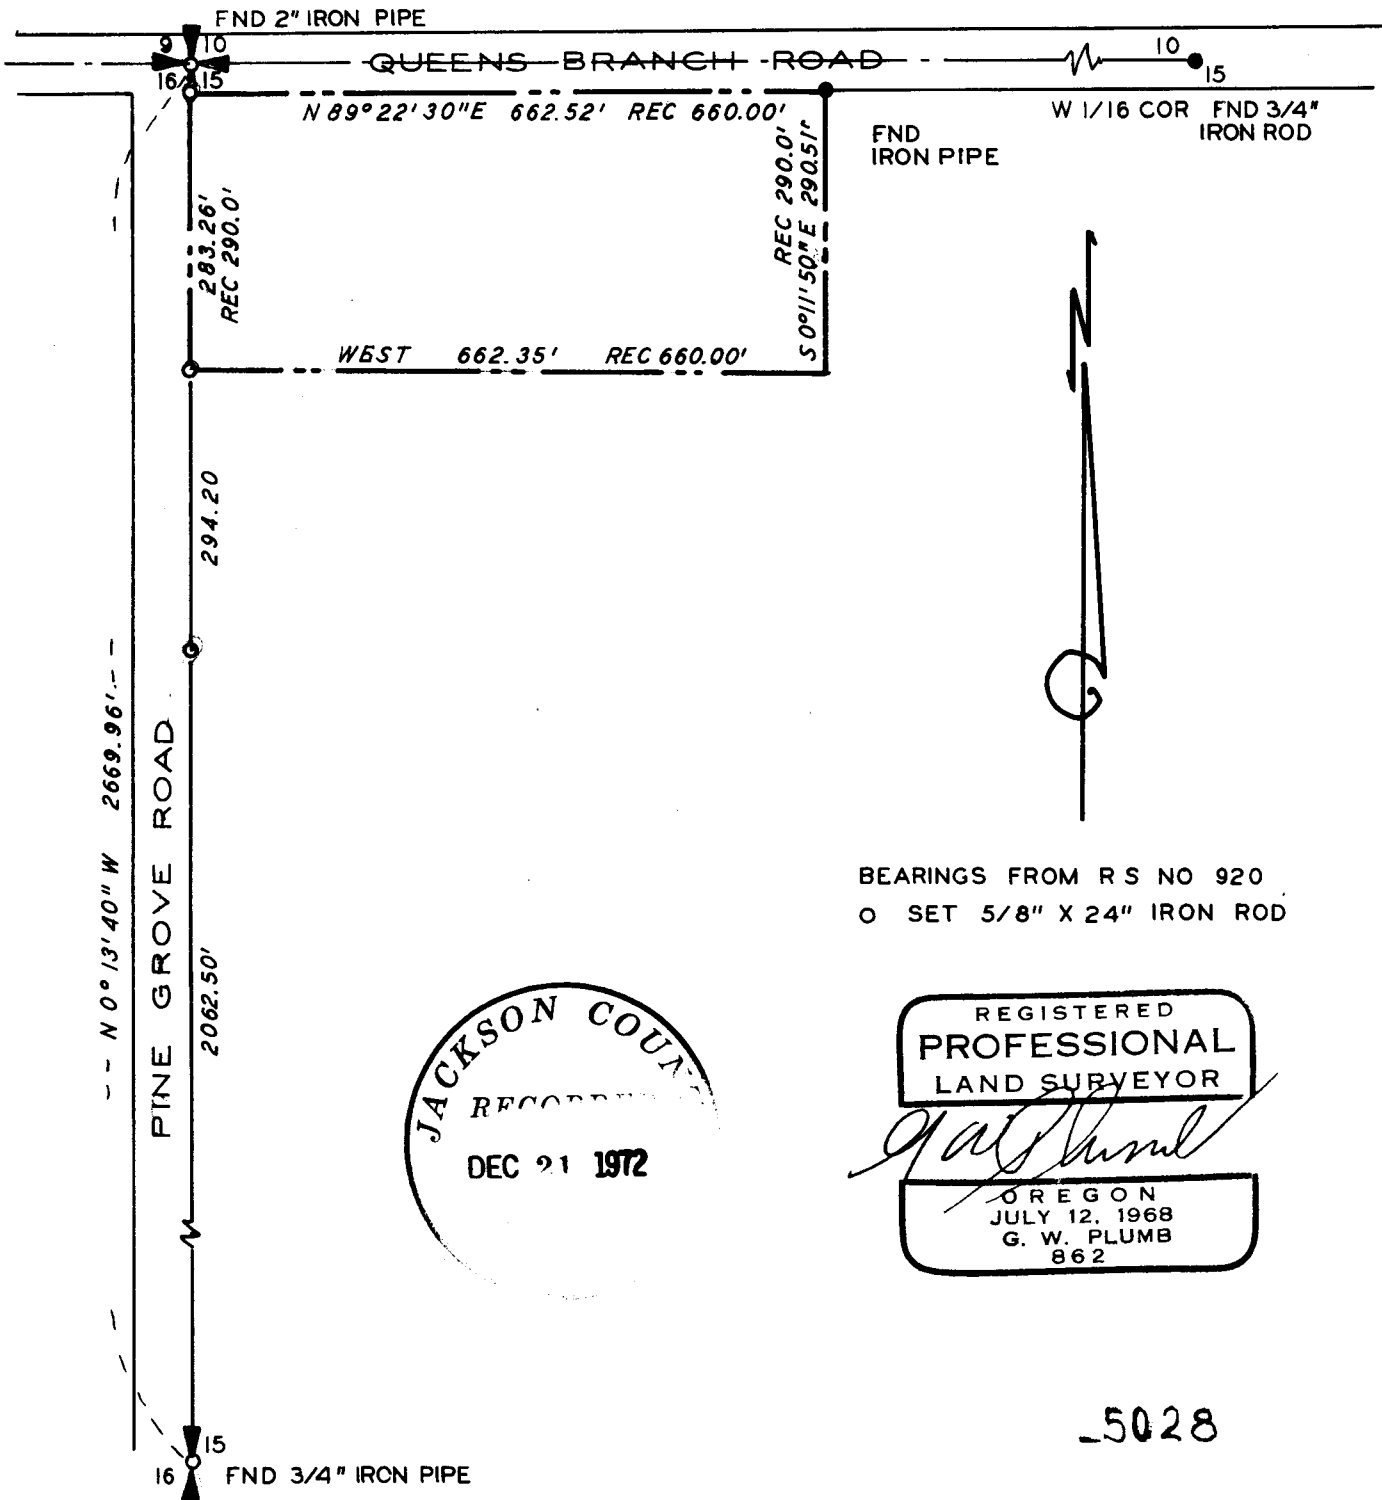 FND 2" IRON PIPE
9 10
16 15
QUEENS BRANCH ROAD
10
15
N 89° 22' 30" E 662.52' REC 660.00'
W 1/16 COR FND 3/4"
IRON ROD
FND
IRON PIPE
REC 290.0'
S 0° 11' 50" E 290.51'
283.26'
REC 290.0'
WEST 662.35' REC 660.00'
294.20
N 0° 13' 40" W 2669.96'
PINE GROVE ROAD
2062.50'
BEARINGS FROM R S NO 920
O SET 5/8" X 24" IRON ROD
JACKSON COUN
DEC 21 1972
REGISTERED
PROFESSIONAL
LAND SURVEYOR
OREGON
JULY 12, 1968
G. W. PLUMB
862
5028
15
16 FND 3/4" IRON PIPE